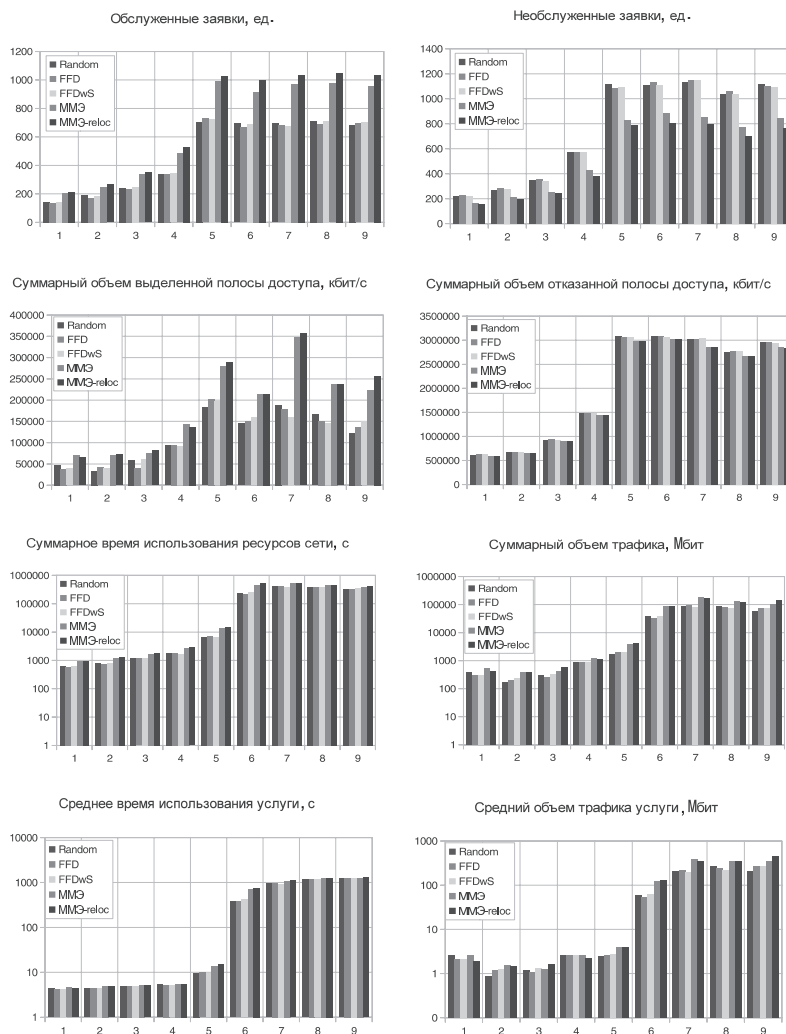 Обслуженные заявки, ед.
1200
1000
800
600
400
200
0
Random
FFD
FFDwS
ММЭ
ММЭ-reloc
1 2 3 4 5 6 7 8 9
Необслуженные заявки, ед.
1400
1200
1000
800
600
400
200
0
Random
FFD
FFDwS
ММЭ
ММЭ-reloc
1 2 3 4 5 6 7 8 9
Суммарный объем выделенной полосы доступа, кбит/с
400000
350000
300000
250000
200000
150000
100000
50000
0
Random
FFD
FFDwS
ММЭ
ММЭ-reloc
1 2 3 4 5 6 7 8 9
Суммарный объем отказанной полосы доступа, кбит/с
3500000
3000000
2500000
2000000
1500000
1000000
500000
0
Random
FFD
FFDwS
ММЭ
ММЭ-reloc
1 2 3 4 5 6 7 8 9
Суммарное время использования ресурсов сети, с
1000000
100000
10000
1000
100
10
1
Random
FFD
FFDwS
ММЭ
ММЭ-reloc
1 2 3 4 5 6 7 8 9
Суммарный объем трафика, Мбит
1000000
100000
10000
1000
100
10
1
Random
FFD
FFDwS
ММЭ
ММЭ-reloc
1 2 3 4 5 6 7 8 9
Среднее время использования услуги, с
10000
1000
100
10
1
Random
FFD
FFDwS
ММЭ
ММЭ-reloc
1 2 3 4 5 6 7 8 9
Средний объем трафика услуги, Мбит
1000
100
10
1
0
Random
FFD
FFDwS
ММЭ
ММЭ-reloc
1 2 3 4 5 6 7 8 9